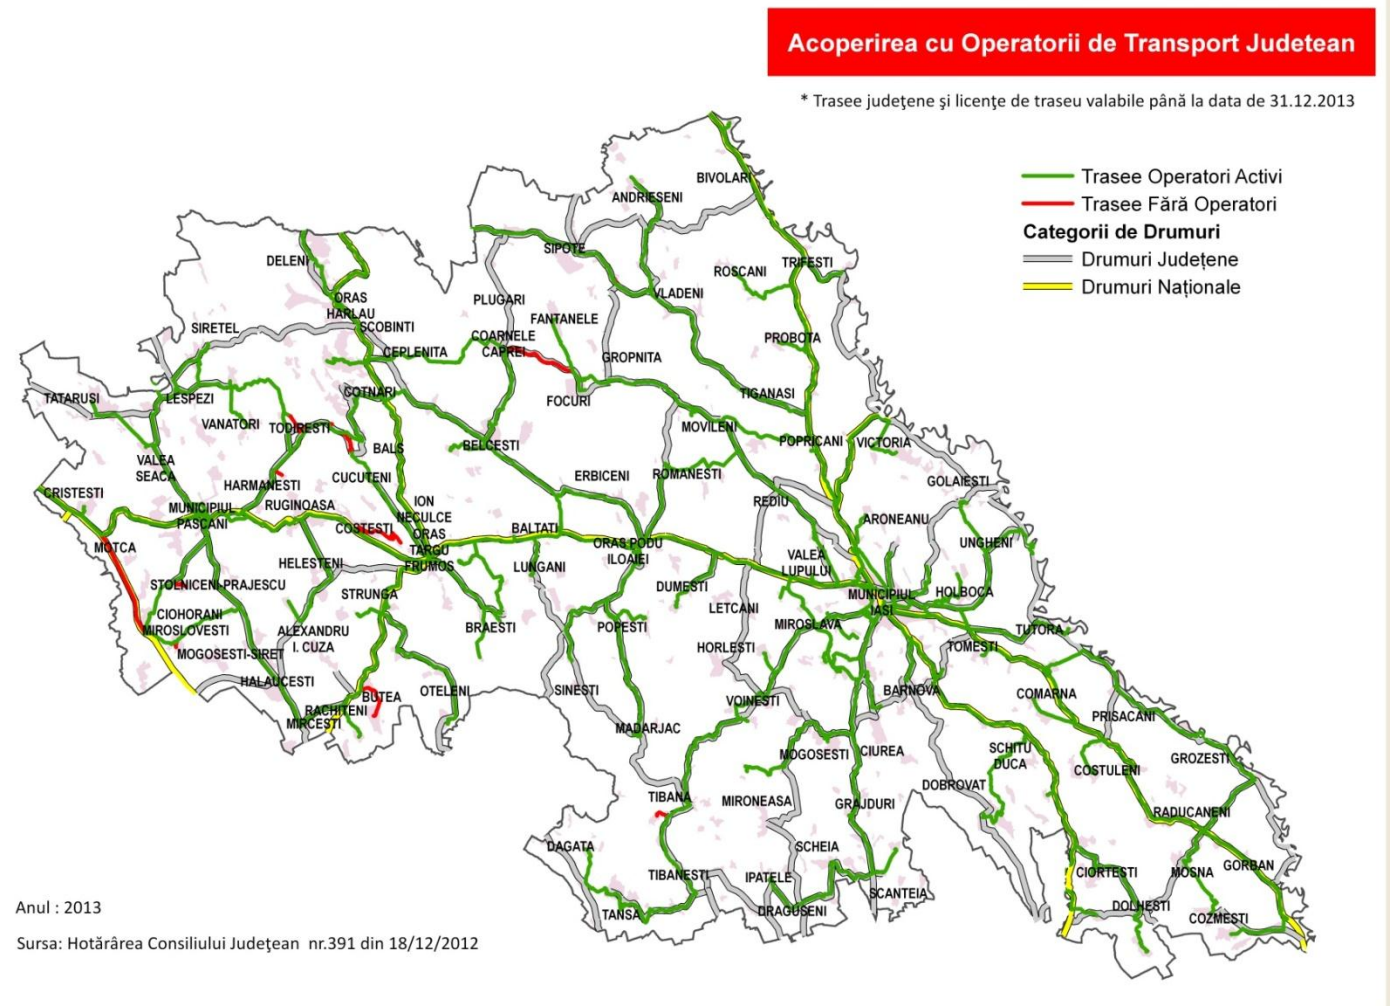 Acoperirea cu Operatorii de Transport Judetean
* Trasee judeţene şi licenţe de traseu valabile până la data de 31.12.2013
Trasee Operatori Activi
Trasee Fără Operatori
Categorii de Drumuri
Drumuri Județene
Drumuri Naționale
BIVOLARI
ANDRIESENI
SIPOTE
DELENI
TRIFESTI
ROSCANI
VLADENI
PLUGARI
ORAS
HARLAU
FANTANELE
SCOBINTI
SIRETEL
COARNELE
CAPREI
PROBOTA
CEPLENITA
GROPNITA
COTNARI
TIGANASI
TATARUSI
LESPEZI
FOCURI
VANATORI
TODIRESTI
MOVILENI
POPRICANI
VICTORIA
BALS
BELCESTI
VALEA
SEACA
CUCUTENI
ERBICENI
ROMANESTI
HARMANESTI
GOLAIESTI
CRISTESTI
REDIU
MUNICIPIUL
PASCANI
RUGINOASA
ION
NECULCE
ARONEANU
COSTESTI
ORAS
TARGU
FRUMOS
BALTATI
ORAS PODU
ILOAIEI
UNGHENI
MOTCA
HELESTENI
LUNGANI
VALEA
LUPULUI
STOLNICENI-PRAJESCU
DUMESTI
STRUNGA
MUNICIPIUL
IASI
HOLBOCA
LETCANI
CIOHORANI
MIROSLOVESTI
ALEXANDRU
I. CUZA
BRAESTI
POPESTI
MIROSLAVA
TUTORA
MOGOSESTI-SIRET
HORLESTI
TOMESTI
HALAUCESTI
BUTEA
OTELENI
SINESTI
BARNOVA
COMARNA
VOINESTI
RACHITENI
MIRCESTI
PRISACANI
MADARJAC
MOGOSESTI
CIUREA
SCHITU
DUCA
GROZESTI
COSTULENI
DOBROVAT
TIBANA
MIRONEASA
GRAJDURI
RADUCANENI
DAGATA
SCHEIA
GORBAN
TIBANESTI
IPATELE
CIORTESTI
MOSNA
SCANTEIA
DRAGUSENI
TANSA
DOLHESTI
COZMESTI
Anul : 2013
Sursa: Hotărârea Consiliului Judeţean nr.391 din 18/12/2012